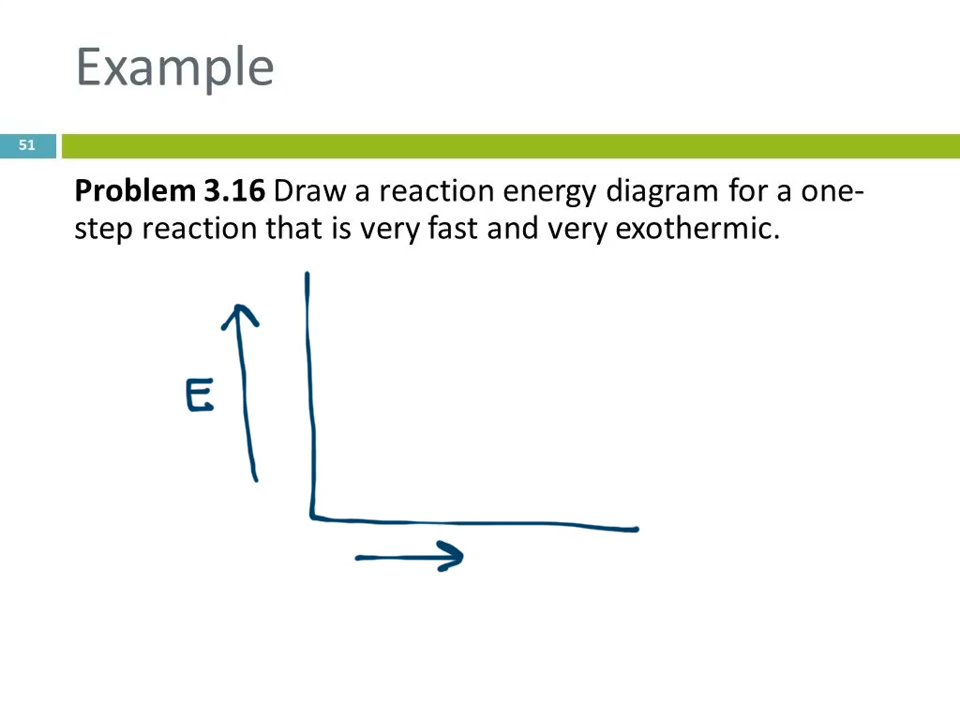 Example
51
Problem 3.16 Draw a reaction energy diagram for a one-
step reaction that is very fast and very exothermic.
E